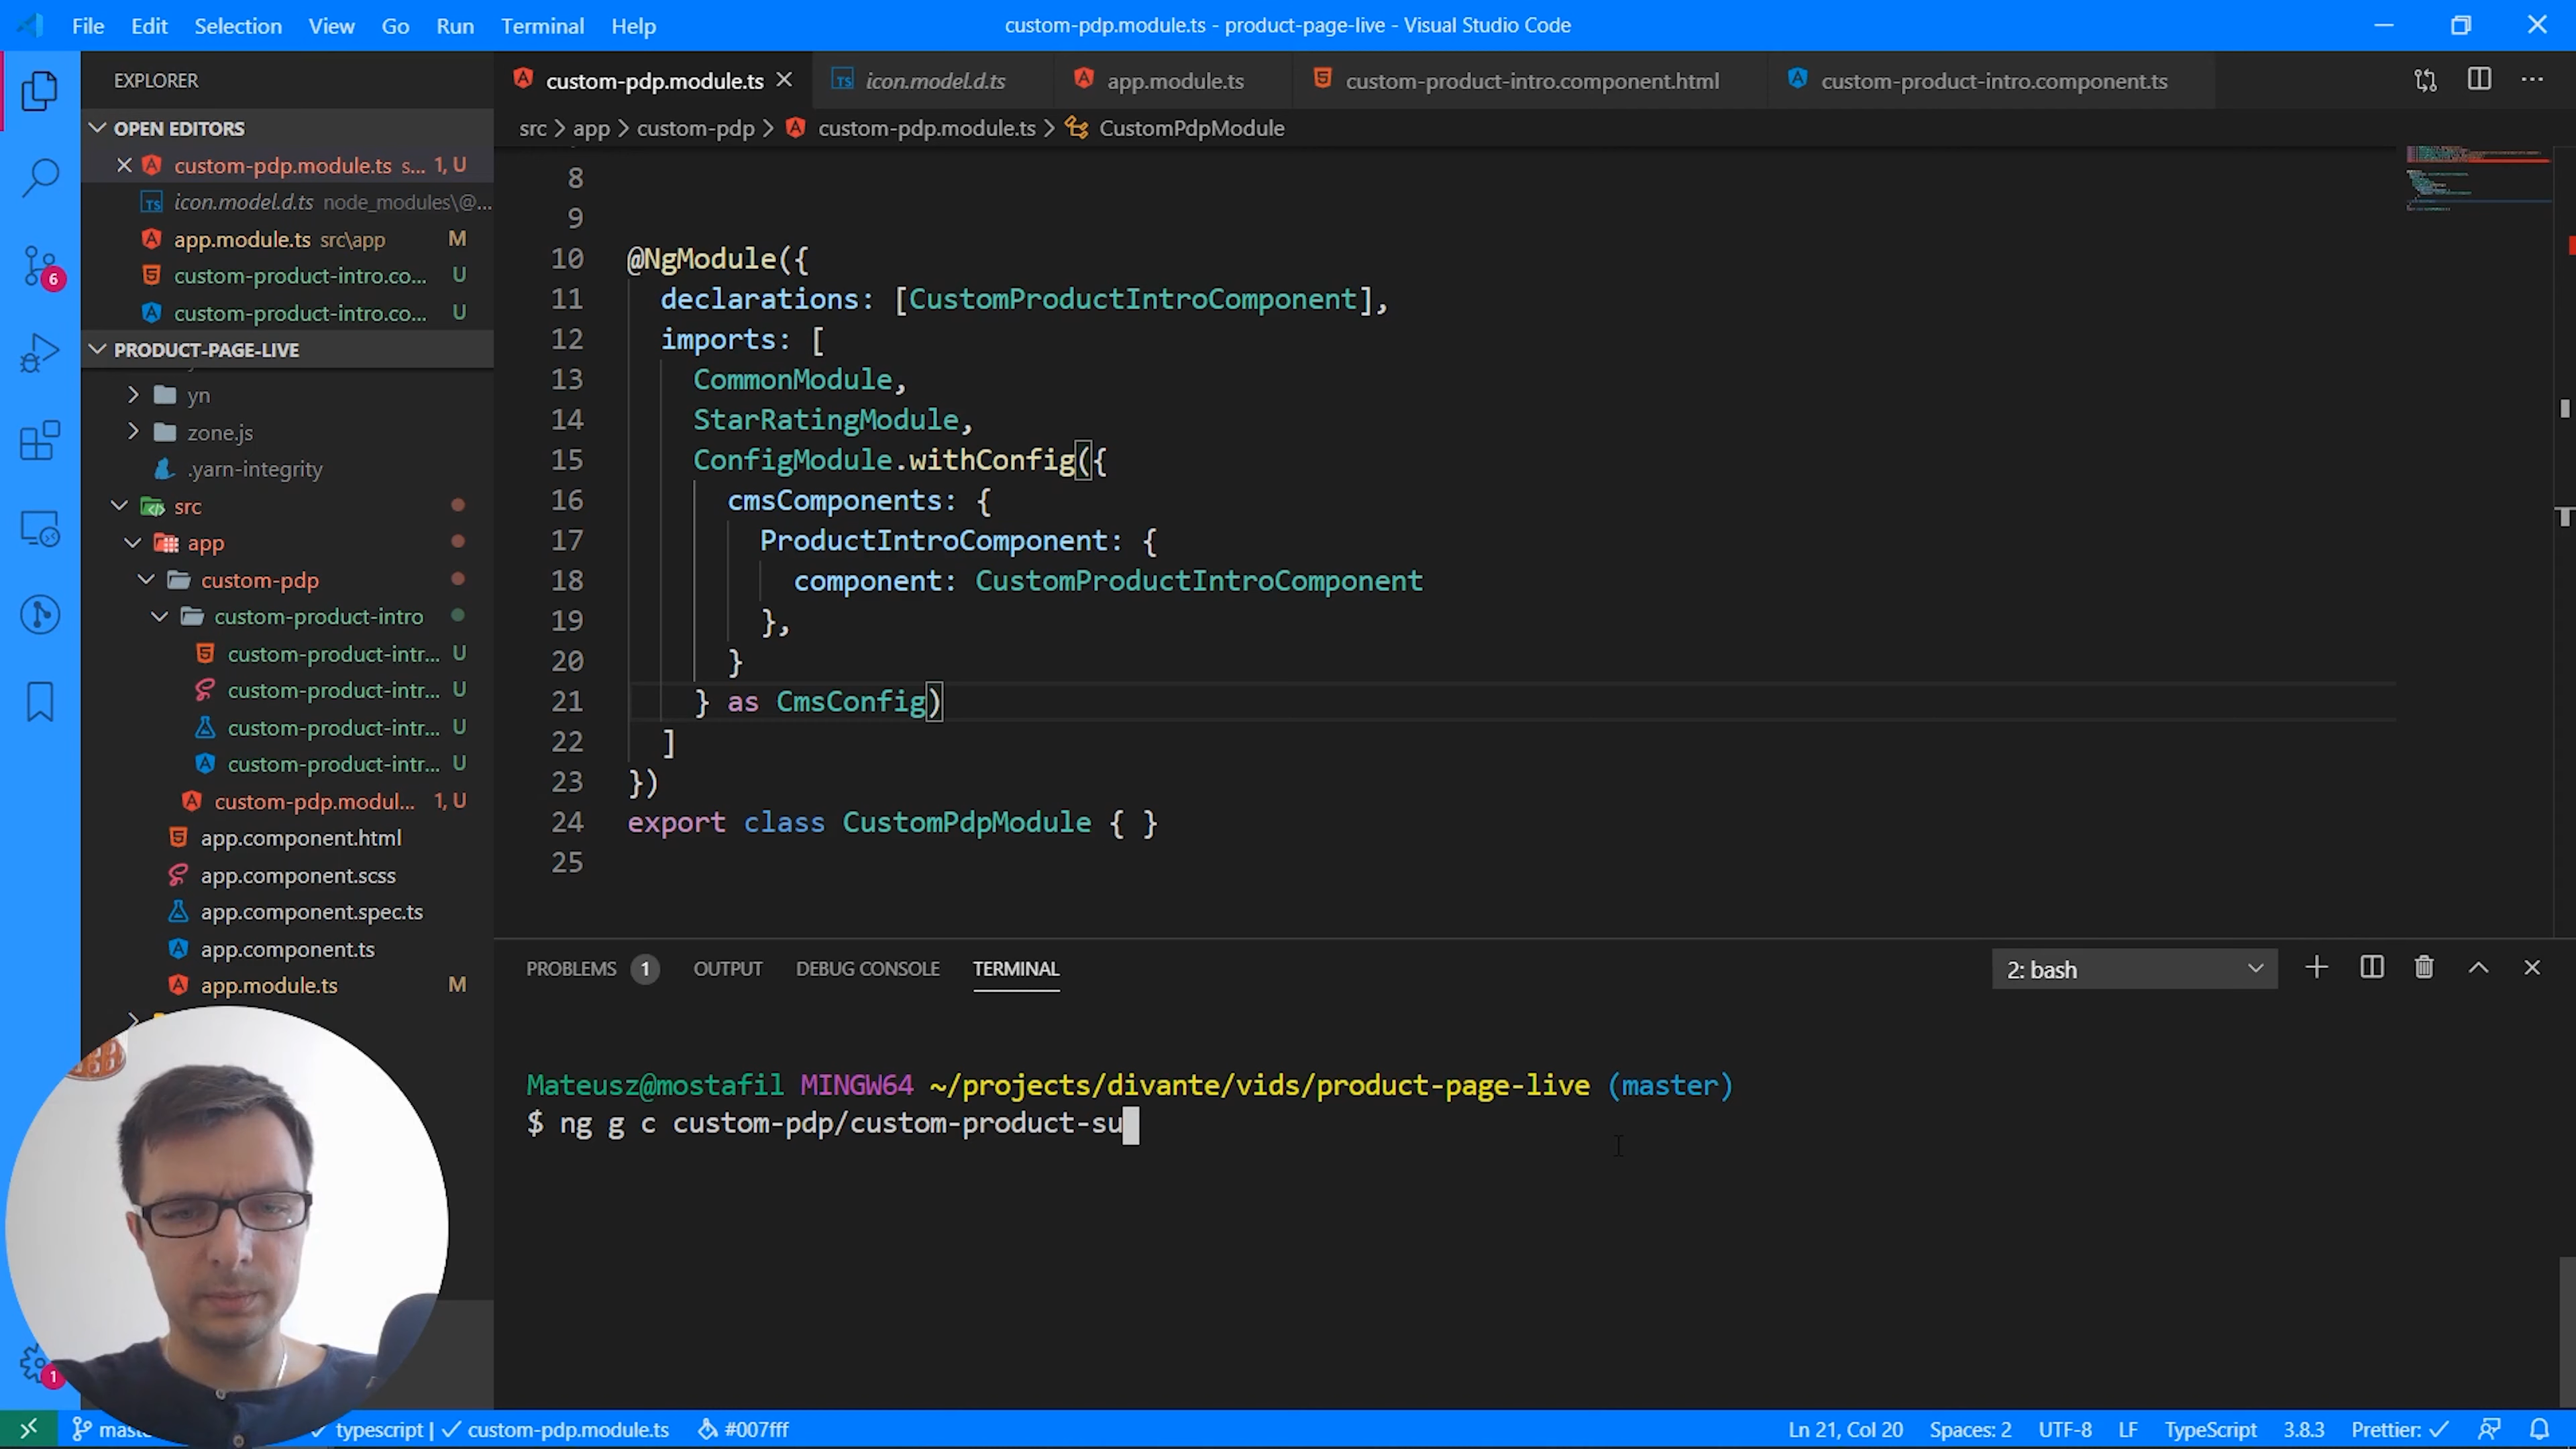 File Edit Selection View Go Run Terminal Help
custom-pdp.module.ts - product-page-live - Visual Studio Code
EXPLORER
OPEN EDITORS
custom-pdp.module.ts s... 1, U
icon.model.d.ts node_modules\@...
app.module.ts src\app M
custom-product-intro.co... U
custom-product-intro.co... U
PRODUCT-PAGE-LIVE
yn
zone.js
.yarn-integrity
src
app
custom-pdp
custom-product-intro
custom-product-intr... U
custom-product-intr... U
custom-product-intr... U
custom-product-intr... U
custom-pdp.modul... 1, U
app.component.html
app.component.scss
app.component.spec.ts
app.component.ts
app.module.ts M
6
1
custom-pdp.module.ts icon.model.d.ts app.module.ts custom-product-intro.component.html custom-product-intro.component.ts
src > app > custom-pdp > custom-pdp.module.ts > CustomPdpModule
8
9
10 @NgModule({
11 declarations: [CustomProductIntroComponent],
12 imports: [
13 CommonModule,
14 StarRatingModule,
15 ConfigModule.withConfig({
16 cmsComponents: {
17 ProductIntroComponent: {
18 component: CustomProductIntroComponent
19 },
20 }
21 } as CmsConfig)
22 ]
23 })
24 export class CustomPdpModule { }
25
PROBLEMS 1 OUTPUT DEBUG CONSOLE TERMINAL 2: bash
Mateusz@mostafil MINGW64 ~/projects/divante/vids/product-page-live (master)
$ ng g c custom-pdp/custom-product-su
typescript | ✓ custom-pdp.module.ts #007fff Ln 21, Col 20 Spaces: 2 UTF-8 LF TypeScript 3.8.3 Prettier: ✓